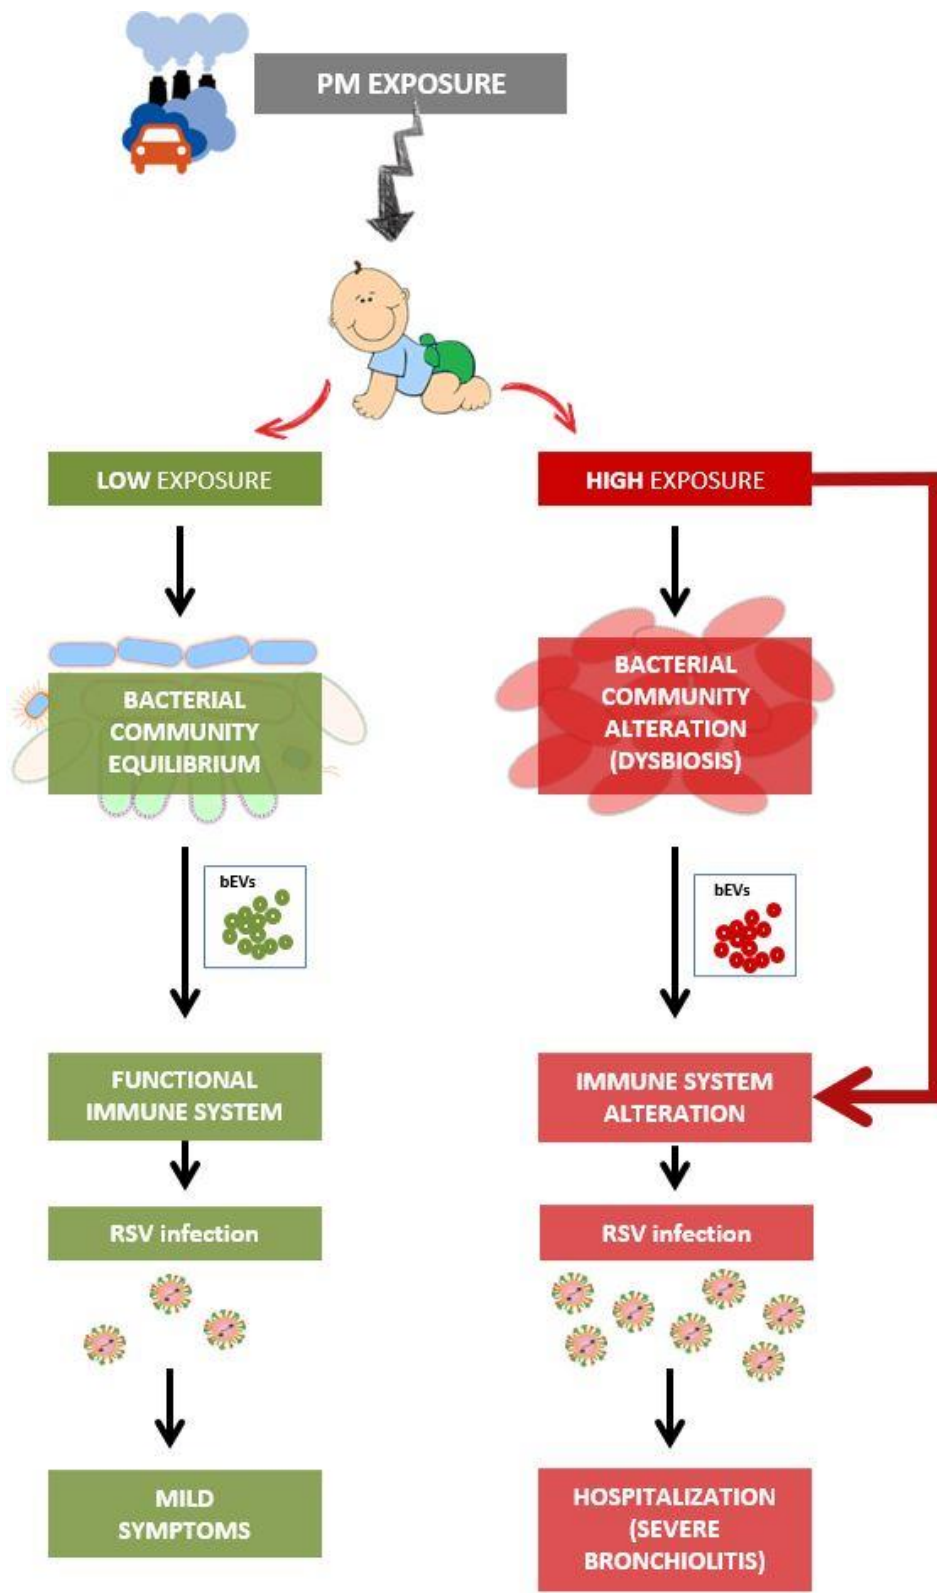 PM EXPOSURE
LOW EXPOSURE
HIGH EXPOSURE
BACTERIAL
COMMUNITY
EQUILIBRIUM
BACTERIAL
COMMUNITY
ALTERATION
(DYSBIOSIS)
bEVs
bEVs
FUNCTIONAL
IMMUNE SYSTEM
IMMUNE SYSTEM
ALTERATION
RSV infection
RSV infection
MILD
SYMPTOMS
HOSPITALIZATION
(SEVERE
BRONCHIOLITIS)